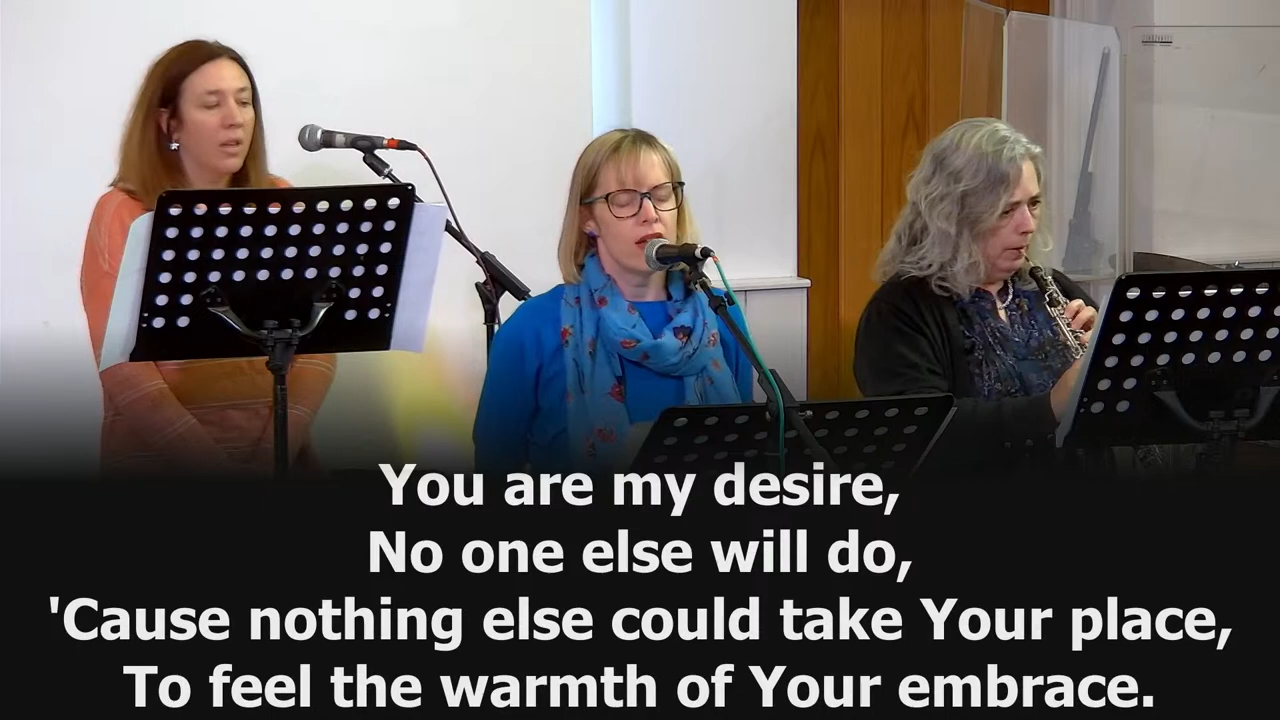 You are my desire,
No one else will do,
'Cause nothing else could take Your place,
To feel the warmth of Your embrace.